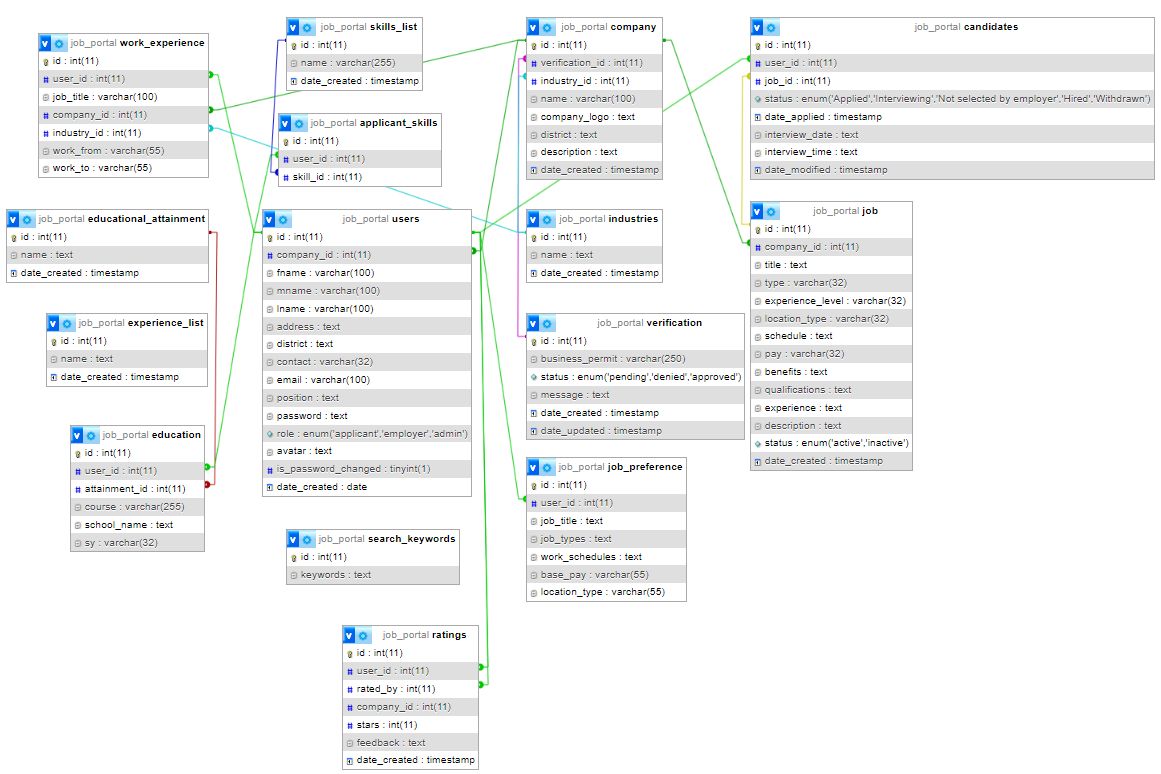 job_portal work_experience
id : int(11)
user_id : int(11)
job_title : varchar(100)
company_id : int(11)
industry_id : int(11)
work_from : varchar(55)
work_to : varchar(55)
job_portal skills_list
id : int(11)
name : varchar(255)
date_created : timestamp
job_portal company
id : int(11)
verification_id : int(11)
industry_id : int(11)
name : varchar(100)
company_logo : text
district : text
description : text
date_created : timestamp
job_portal candidates
id : int(11)
user_id : int(11)
job_id : int(11)
status : enum('Applied','Interviewing','Not selected by employer','Hired','Withdrawn')
date_applied : timestamp
interview_date : text
interview_time : text
date_modified : timestamp
job_portal applicant_skills
id : int(11)
user_id : int(11)
skill_id : int(11)
job_portal educational_attainment
id : int(11)
name : text
date_created : timestamp
job_portal users
id : int(11)
company_id : int(11)
fname : varchar(100)
mname : varchar(100)
lname : varchar(100)
address : text
district : text
contact : varchar(32)
email : varchar(100)
position : text
password : text
role : enum('applicant','employer','admin')
avatar : text
is_password_changed : tinyint(1)
date_created : date
job_portal industries
id : int(11)
name : text
date_created : timestamp
job_portal job
id : int(11)
company_id : int(11)
title : text
type : varchar(32)
experience_level : varchar(32)
location_type : varchar(32)
schedule : text
pay : varchar(32)
benefits : text
qualifications : text
experience : text
description : text
status : enum('active','inactive')
date_created : timestamp
job_portal experience_list
id : int(11)
name : text
date_created : timestamp
job_portal verification
id : int(11)
business_permit : varchar(250)
status : enum('pending','denied','approved')
message : text
date_created : timestamp
date_updated : timestamp
job_portal education
id : int(11)
user_id : int(11)
attainment_id : int(11)
course : varchar(255)
school_name : text
sy : varchar(32)
job_portal job_preference
id : int(11)
user_id : int(11)
job_title : text
job_types : text
work_schedules : text
base_pay : varchar(55)
location_type : varchar(55)
job_portal search_keywords
id : int(11)
keywords : text
job_portal ratings
id : int(11)
user_id : int(11)
rated_by : int(11)
company_id : int(11)
stars : int(11)
feedback : text
date_created : timestamp